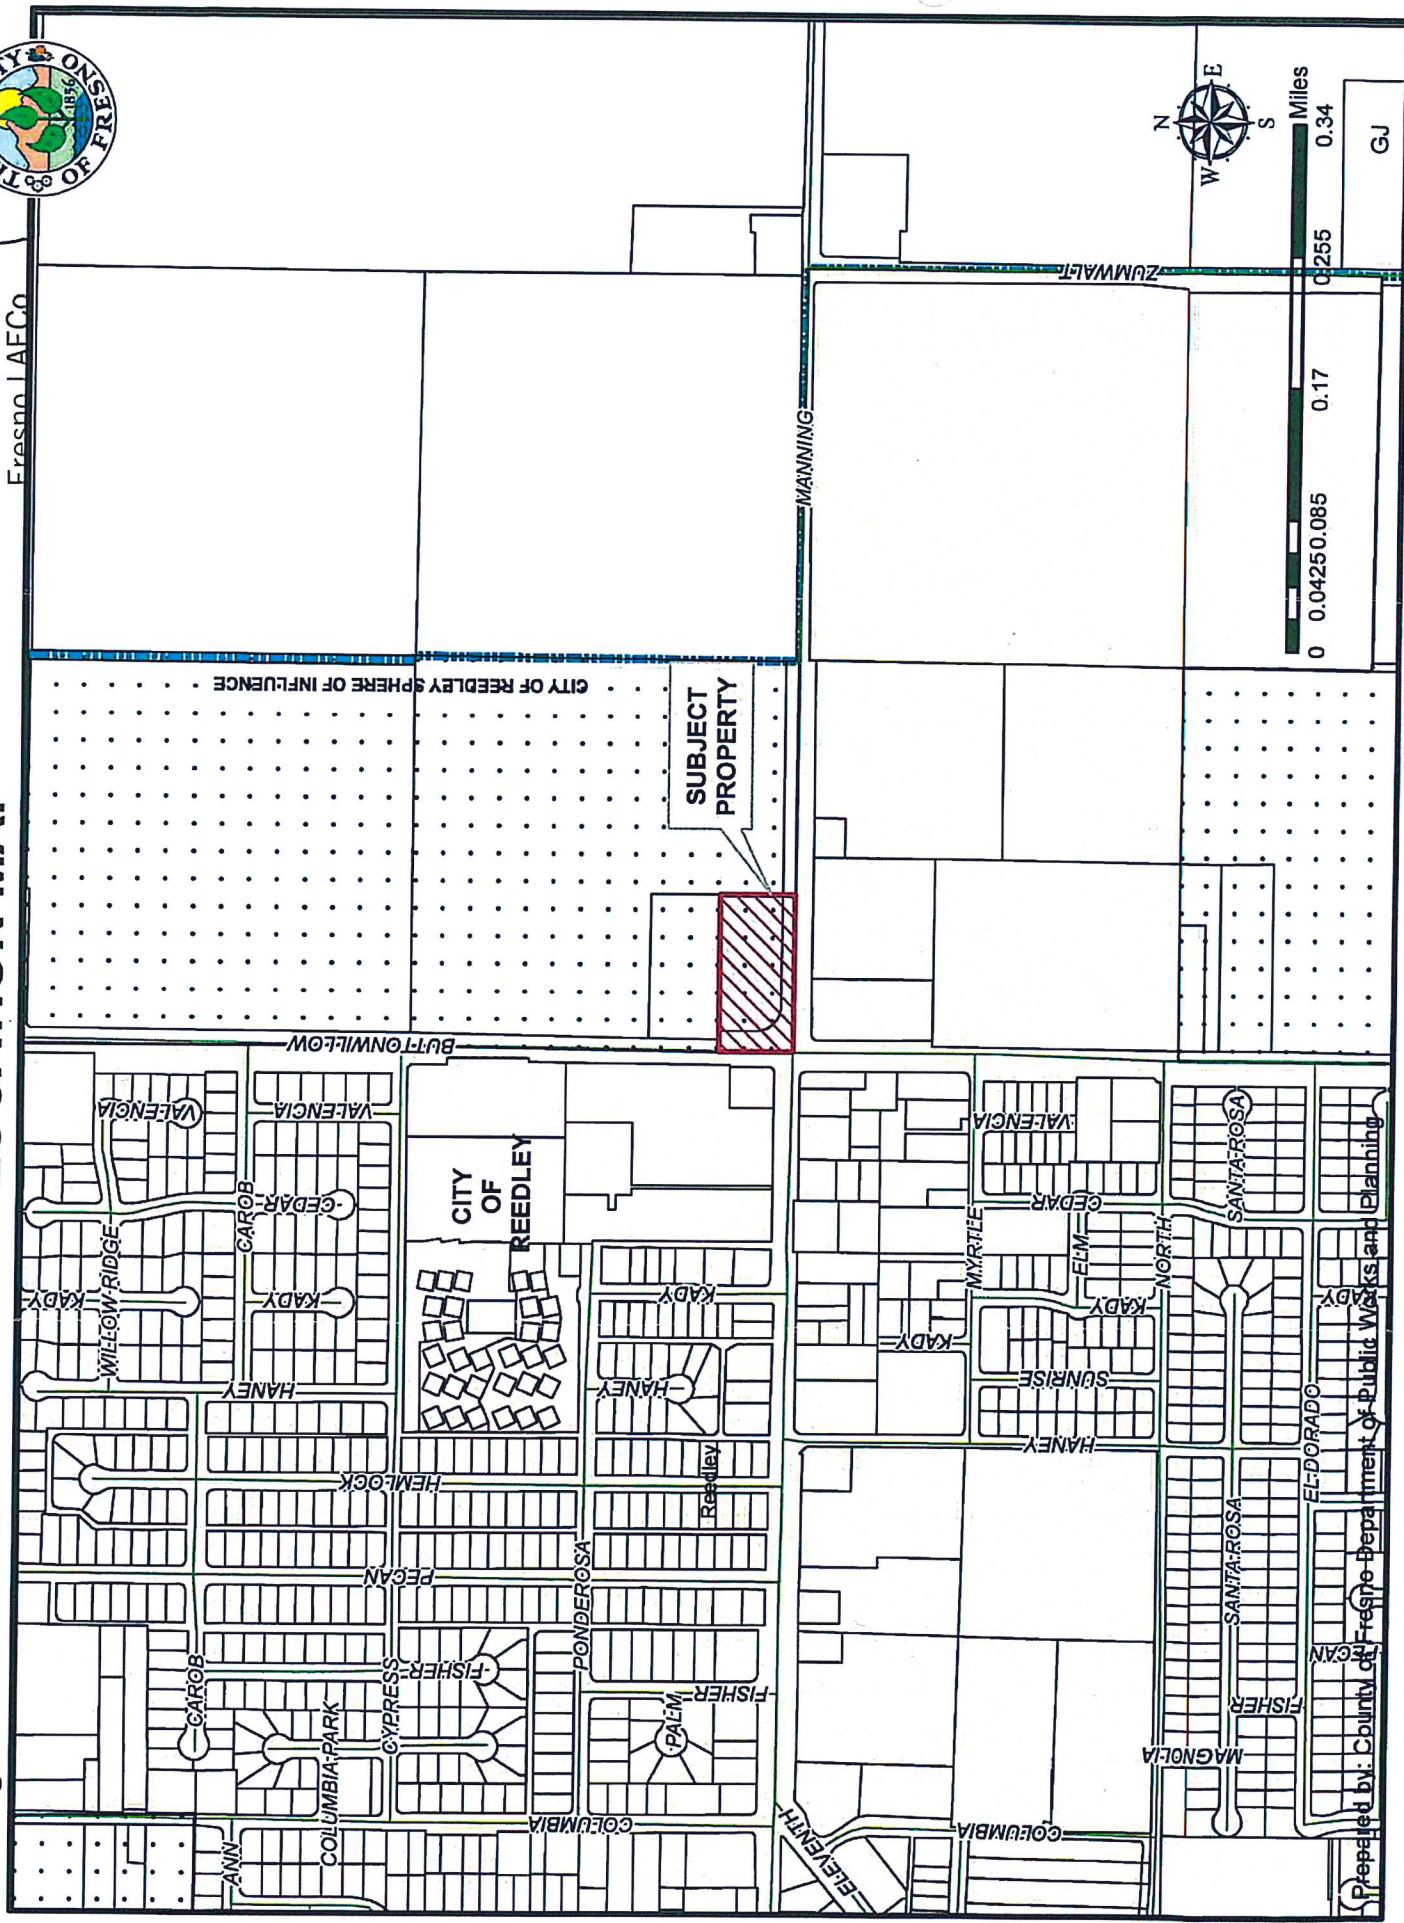 Fresno LAFCo
OF FRESNO
1856
CITY OF REEDLEY SPHERE OF INFLUENCE
SUBJECT
PROPERTY
MANNING
ZUMWALT
BUTTONWILLOW
N
W
E
S
0 0.0425 0.085 0.17 0.255 0.34
Miles
GJ
CITY
OF
REEDLEY
Reedley
VALENCIA
VALENCIA
CEDAR
CAROB
KADY
WILLOW RIDGE
KADY
HANEY
HEMLOCK
PECAN
CAROB
FISHER
CYPRESS
COLUMBIA PARK
ANN
COLUMBIA
PONDEROSA
KADY
HANEY
FISHER
PALM
ELEVENTH
COLUMBIA
MYRTLE
VALENCIA
CEDAR
ELM
NORTH
KADY
KADY
SUNRISE
HANEY
SANTA ROSA
KADY
EL DORADO
SANTA ROSA
PECAN
FISHER
MAGNOLIA
Prepared by: County of Fresno Department of Public Works and Planning